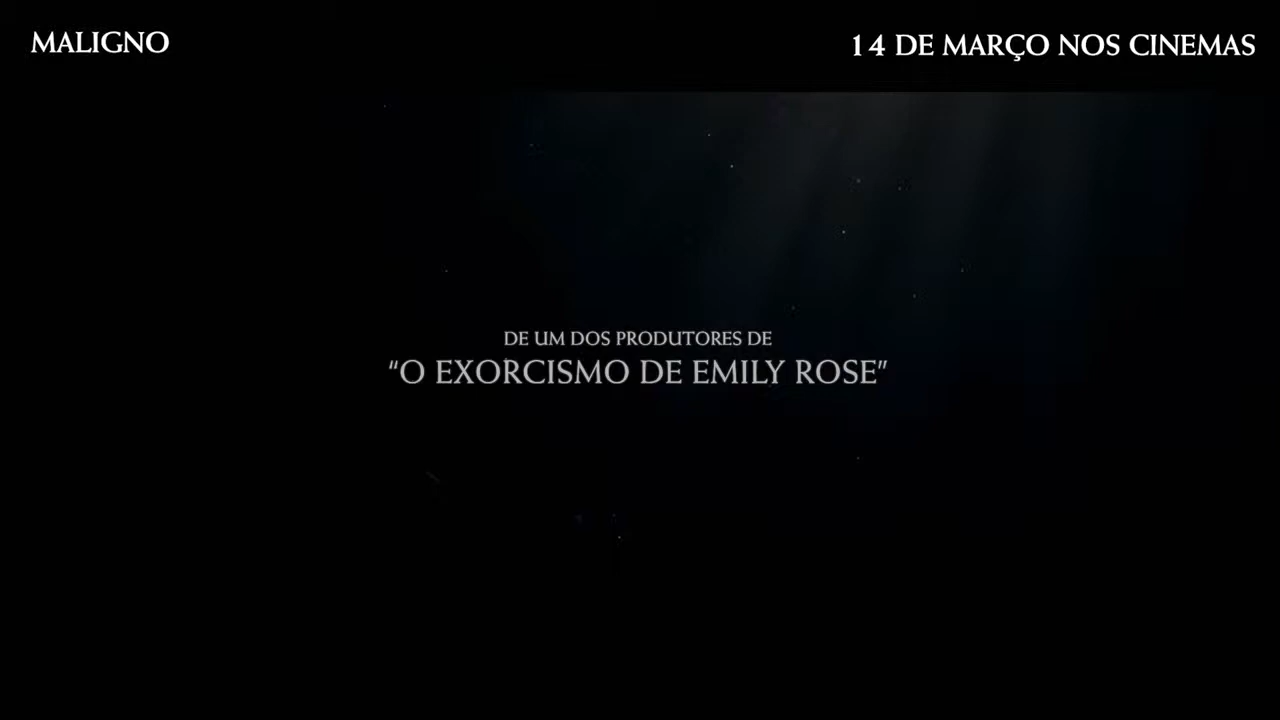 MALIGNO
14 DE MARÇO NOS CINEMAS
DE UM DOS PRODUTORES DE
“O EXORCISMO DE EMILY ROSE”